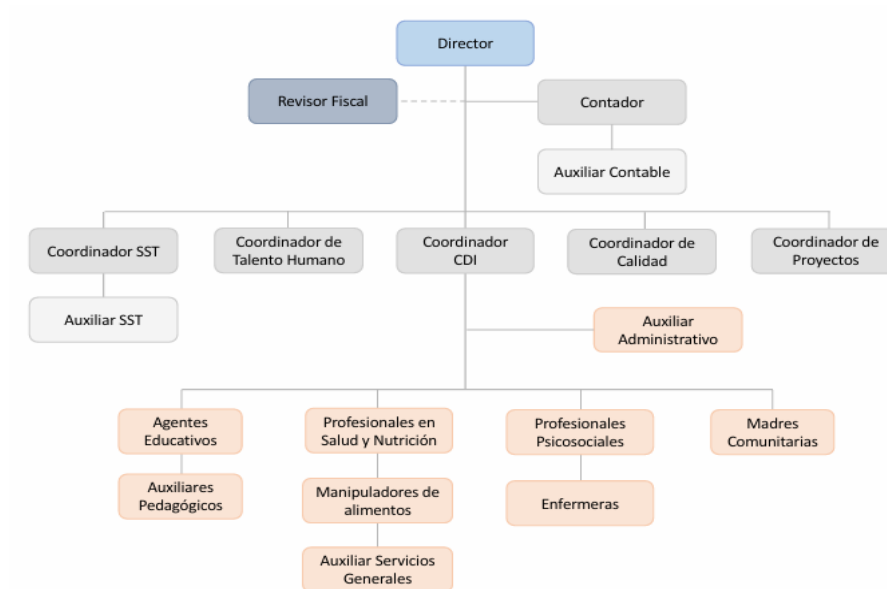 Director
Revisor Fiscal
Contador
Auxiliar Contable
Coordinador SST
Coordinador de
Talento Humano
Coordinador
CDI
Coordinador de
Calidad
Coordinador de
Proyectos
Auxiliar SST
Auxiliar
Administrativo
Agentes
Educativos
Profesionales en
Salud y Nutrición
Profesionales
Psicosociales
Madres
Comunitarias
Auxiliares
Pedagógicos
Manipuladores de
alimentos
Enfermeras
Auxiliar Servicios
Generales